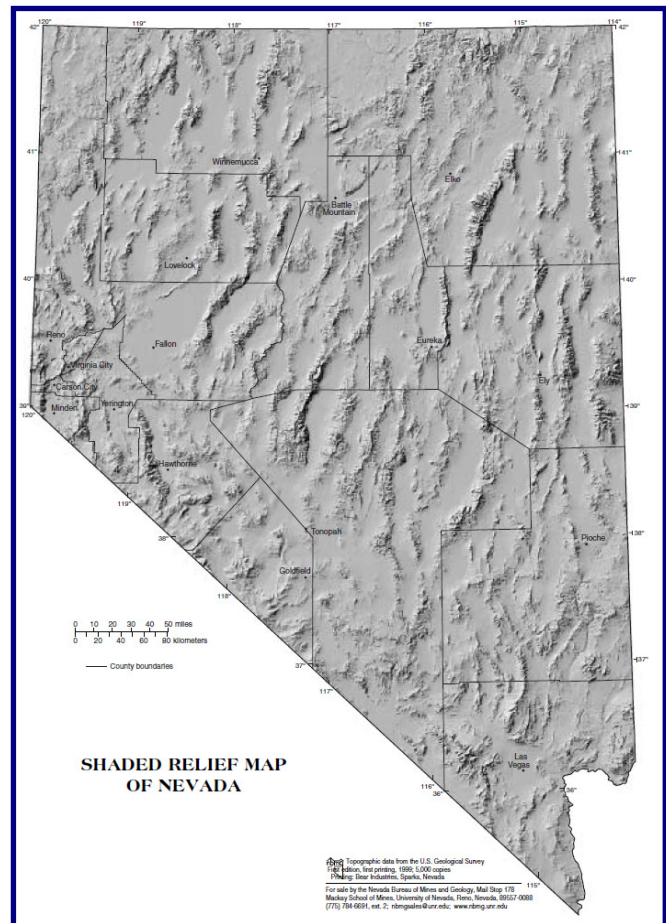 120° 119° 118° 117° 116° 115° 114°
42° 42°
41° 41°
Winnemucca
Elko
Battle
Mountain
Lovelock
40° 40°
Reno
Fallon
Eureka
Virginia City
Carson City
Ely
Minden
Yerington
39° 39°
120°
Hawthorne
119°
38° 38°
Tonopah
Pioche
Goldfield
118°
0 10 20 30 40 50 miles
0 20 40 60 80 kilometers
37° 37°
117°
County boundaries
SHADED RELIEF MAP
OF NEVADA
Las
Vegas
116°
36° 36°
115°
Topographic data from the U.S. Geological Survey
First edition, first printing, 1999; 5,000 copies
Printing: Bear Industries, Sparks, Nevada
For sale by the Nevada Bureau of Mines and Geology, Mail Stop 178
Mackay School of Mines, University of Nevada, Reno, Nevada, 89557-0088
(775) 784-6691, ext. 2; nbmgsales@unr.edu; www.nbmg.unr.edu